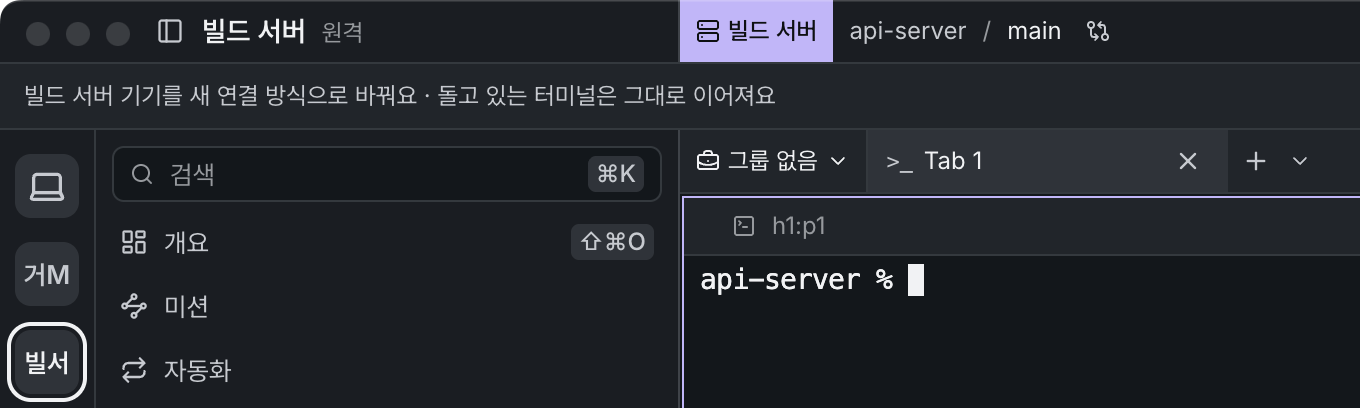 빌드 서버 원격
빌드 서버 api-server / main
빌드 서버 기기를 새 연결 방식으로 바꿔요 · 돌고 있는 터미널은 그대로 이어져요
거M
빌서
검색 ⌘K
개요 ⇧⌘O
미션
자동화
그룹 없음 >_ Tab 1
h1:p1
api-server %